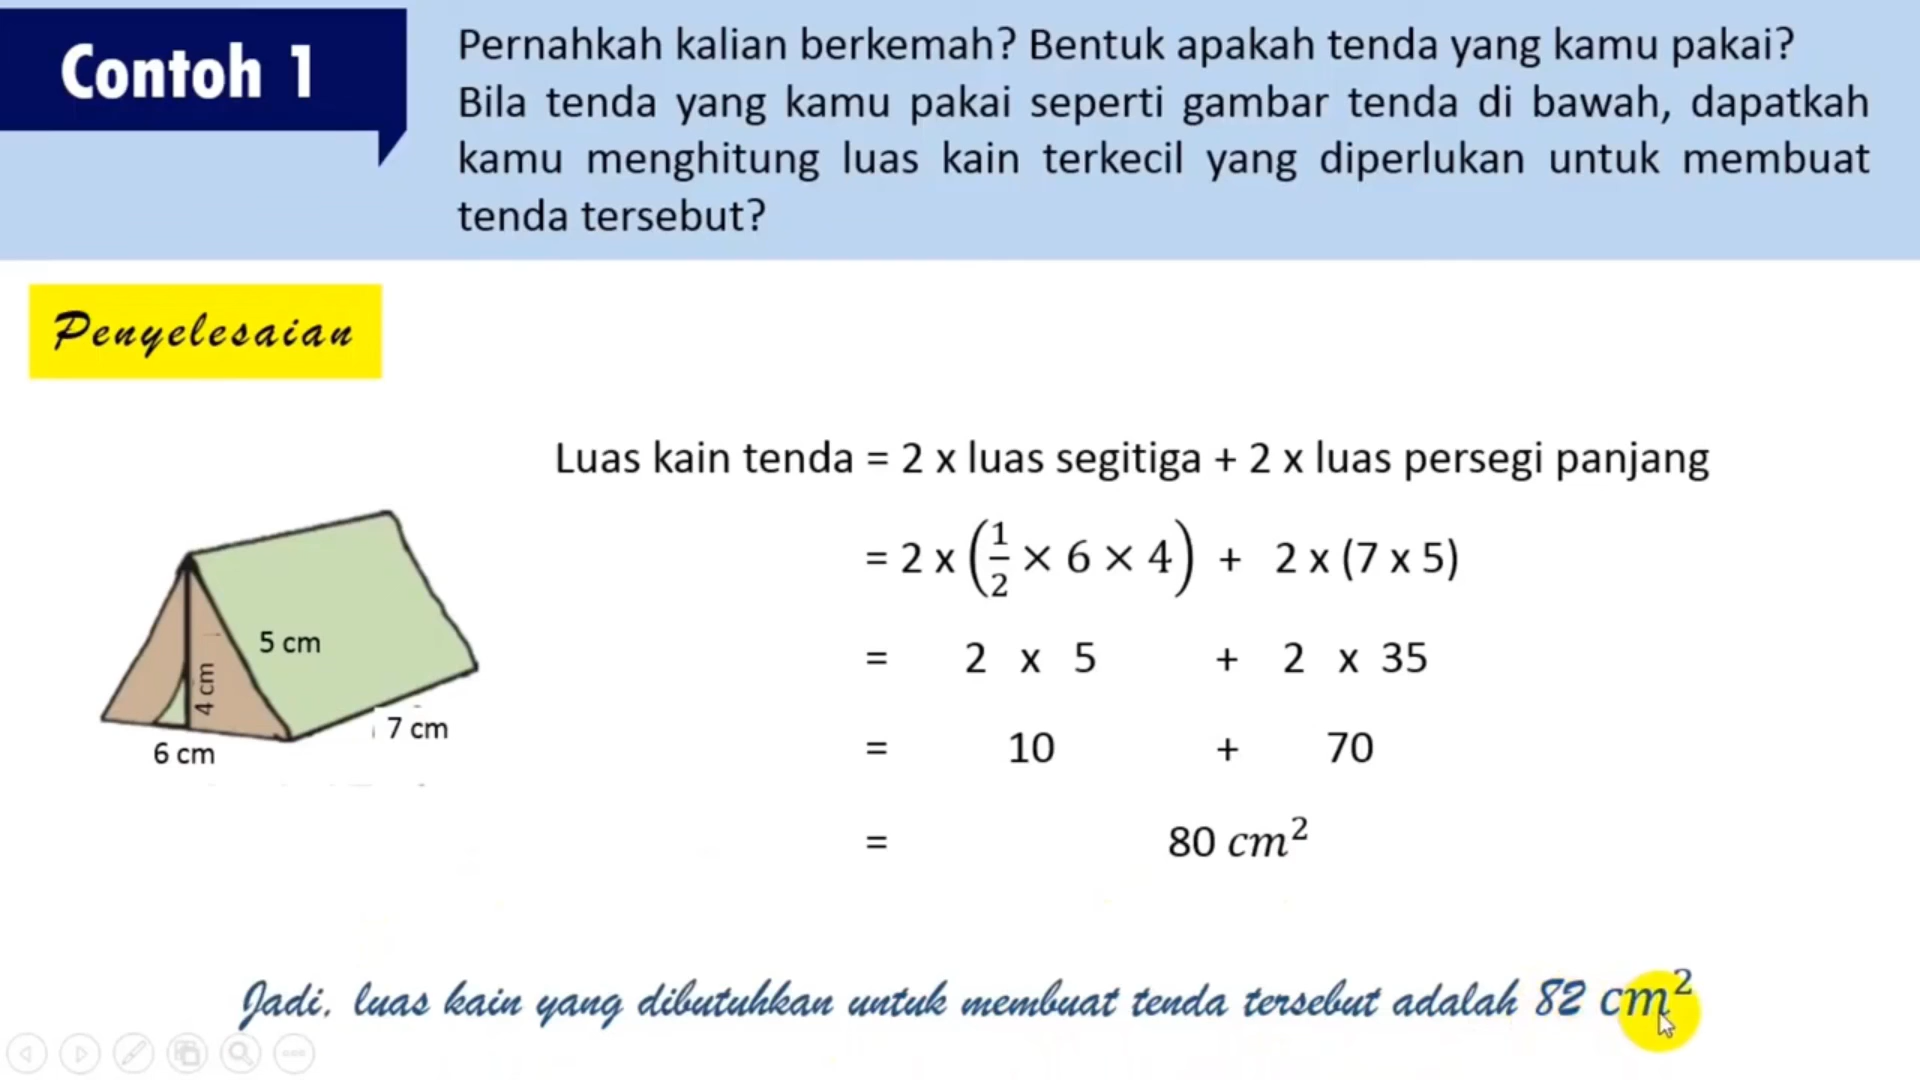 Contoh 1
Pernahkah kalian berkemah? Bentuk apakah tenda yang kamu pakai?
Bila tenda yang kamu pakai seperti gambar tenda di bawah, dapatkah
kamu menghitung luas kain terkecil yang diperlukan untuk membuat
tenda tersebut?
Penyelesaian
Luas kain tenda = 2 x luas segitiga + 2 x luas persegi panjang
= 2 x (1/2 × 6 × 4) + 2 x (7 x 5)
= 2 x 5 + 2 x 35
= 10 + 70
= 80 cm²
5 cm
4 cm
7 cm
6 cm
Jadi, luas kain yang dibutuhkan untuk membuat tenda tersebut adalah 82 cm²